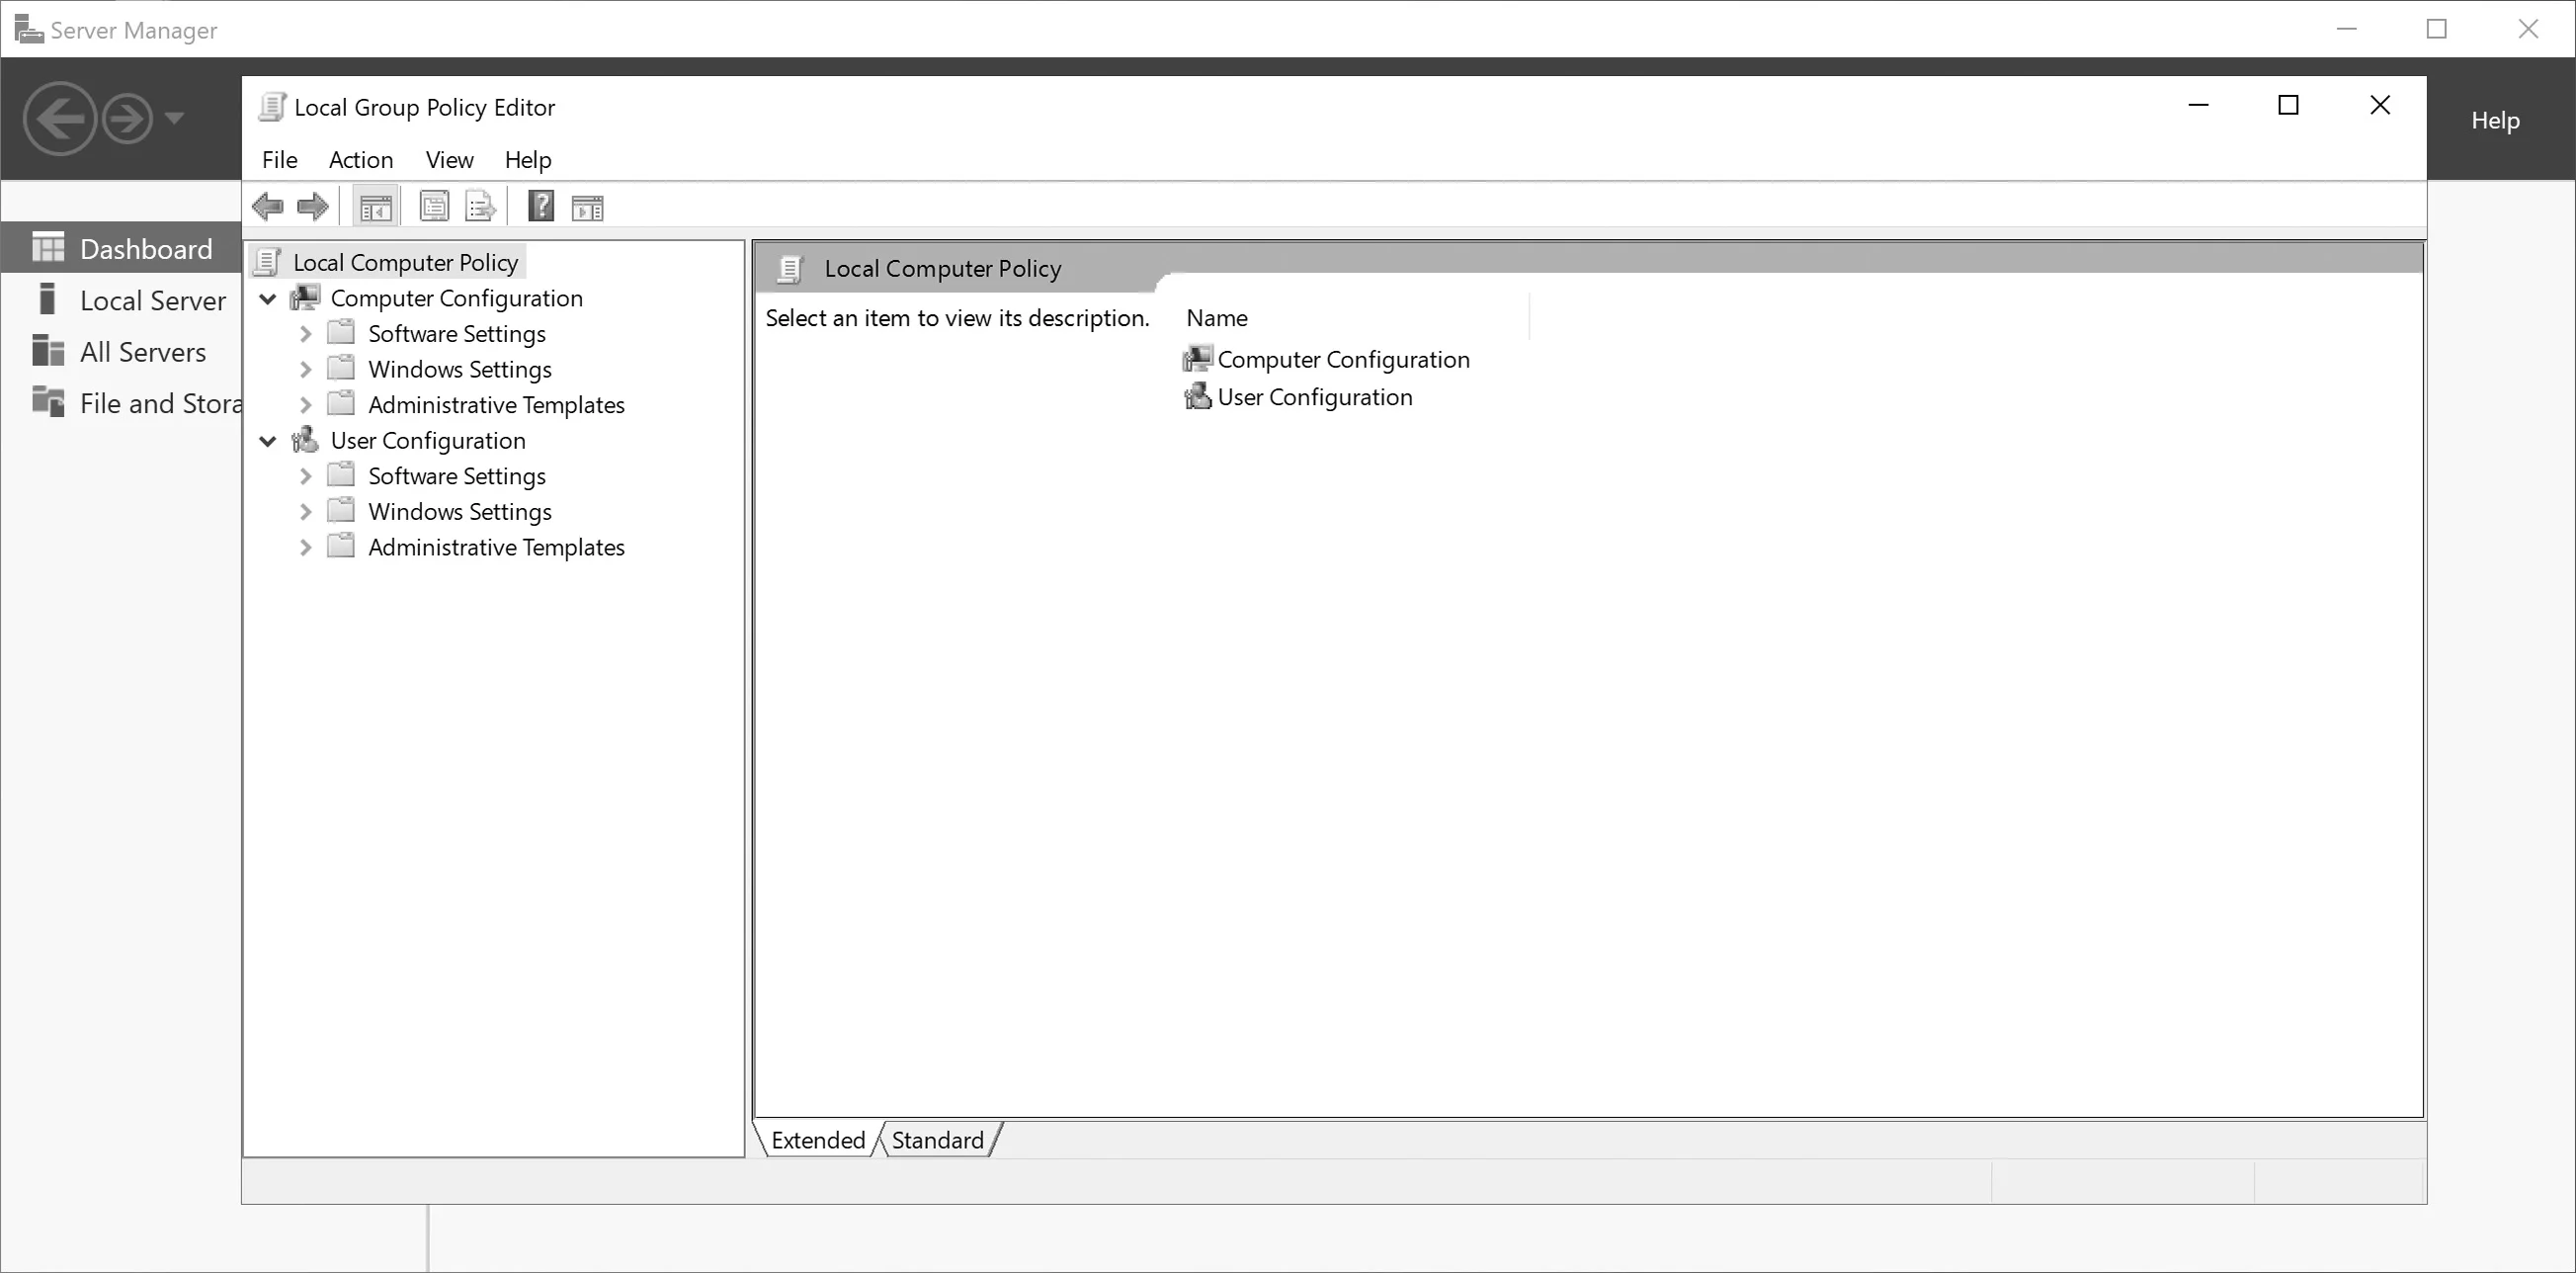 Server Manager
Help
Local Group Policy Editor
File Action View Help
Dashboard
Local Server
All Servers
File and Stora
Local Computer Policy
Computer Configuration
Software Settings
Windows Settings
Administrative Templates
User Configuration
Software Settings
Windows Settings
Administrative Templates
Local Computer Policy
Select an item to view its description.
Name
Computer Configuration
User Configuration
Extended
Standard